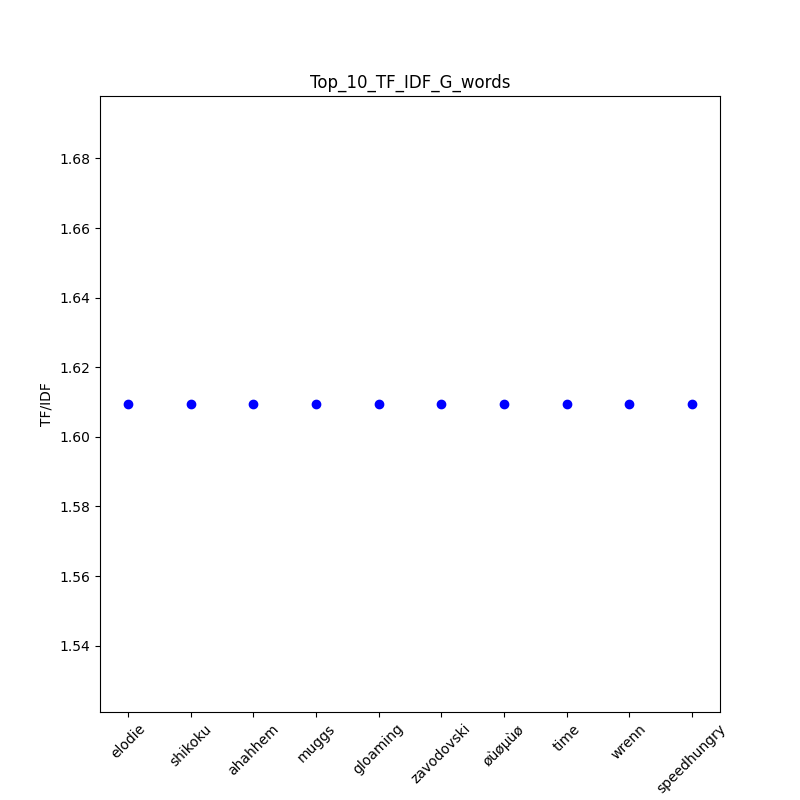 Top_10_TF_IDF_G_words
TF/IDF
1.68
1.66
1.64
1.62
1.60
1.58
1.56
1.54
elodie
shikoku
ahahhem
muggs
gloaming
zavodovski
øùøµùø
time
wrenn
speedhungry